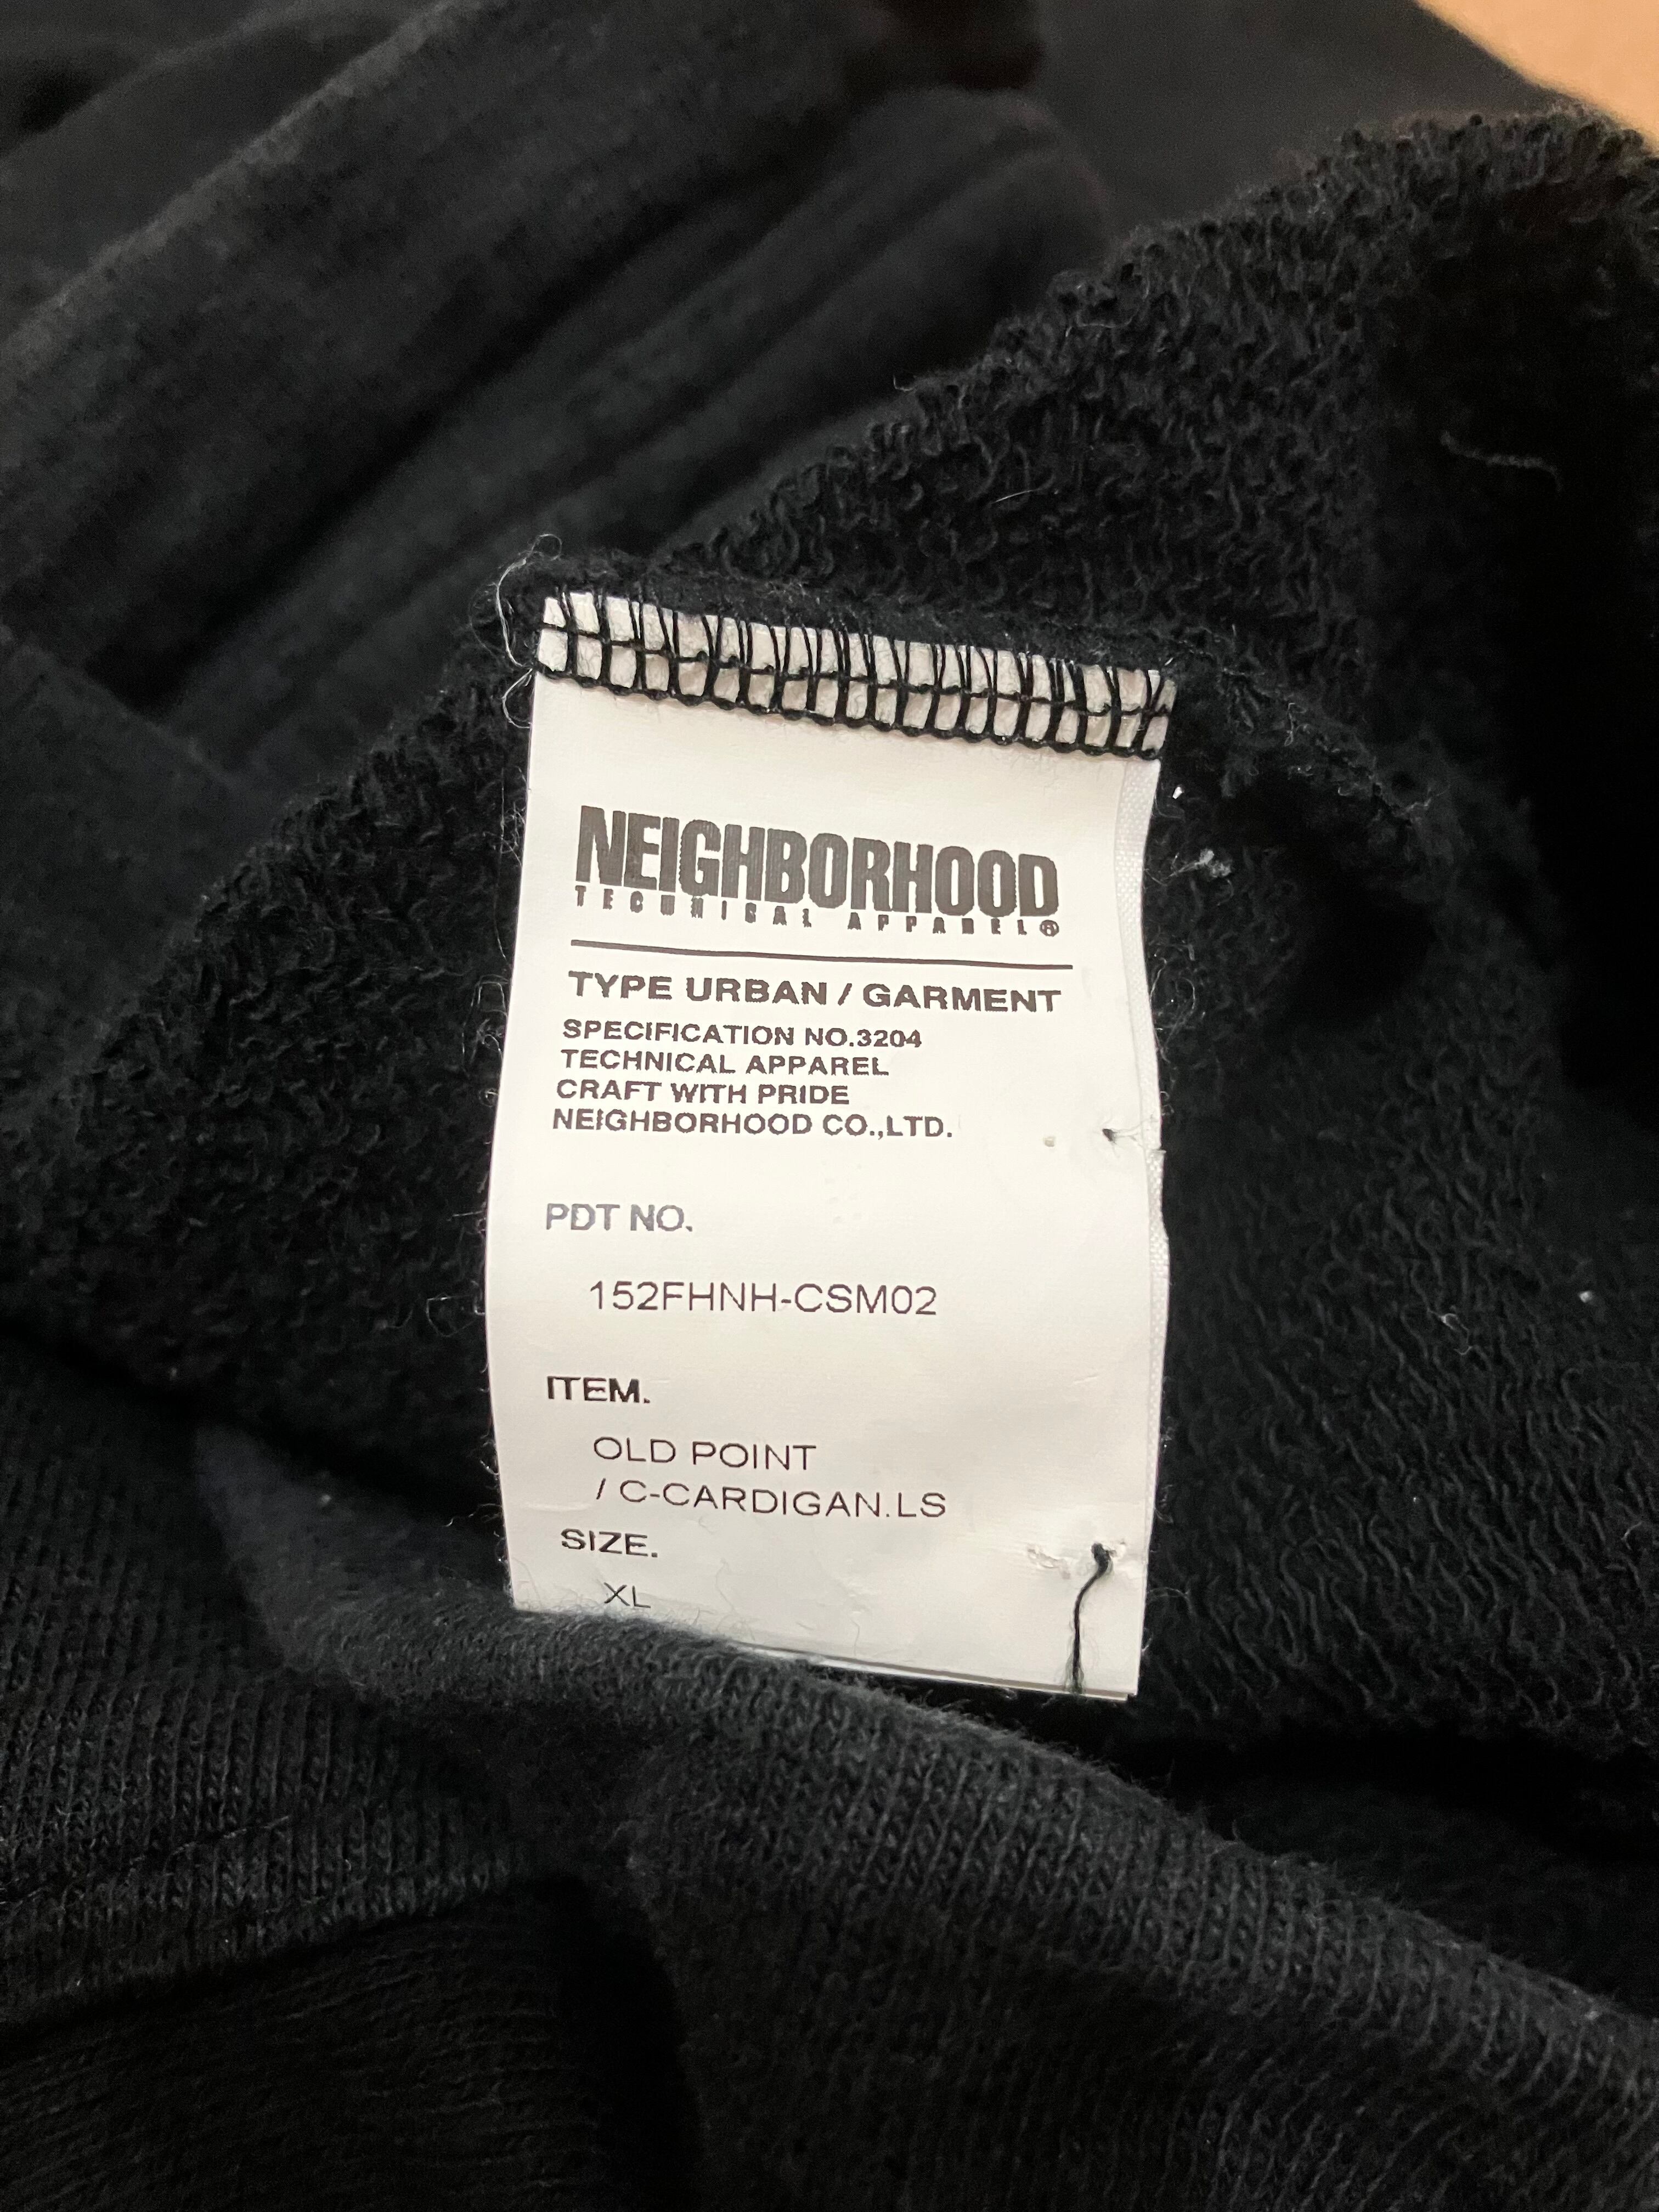 NEIGHBORHOOD
TECHNICAL APPAREL®
TYPE URBAN / GARMENT
SPECIFICATION NO.3204
TECHNICAL APPAREL
CRAFT WITH PRIDE
NEIGHBORHOOD CO.,LTD.
PDT NO.
152FHNH-CSM02
ITEM.
OLD POINT
/ C-CARDIGAN.LS
SIZE.
XL